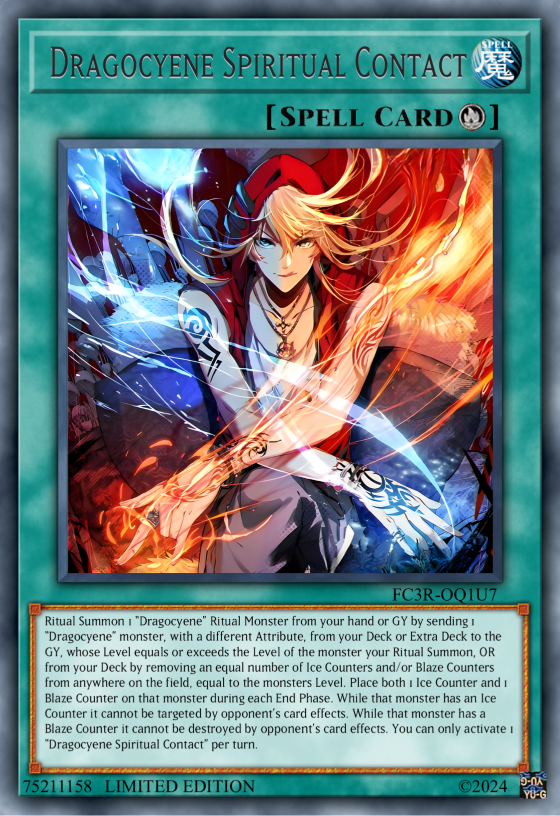 Dragocyene Spiritual Contact
SPELL
魔
[Spell Card]
FC3R-OQ1U7
Ritual Summon 1 "Dragocyene" Ritual Monster from your hand or GY by sending 1
"Dragocyene" monster, with a different Attribute, from your Deck or Extra Deck to the
GY, whose Level equals or exceeds the Level of the monster your Ritual Summon, OR
from your Deck by removing an equal number of Ice Counters and/or Blaze Counters
from anywhere on the field, equal to the monsters Level. Place both 1 Ice Counter and 1
Blaze Counter on that monster during each End Phase. While that monster has an Ice
Counter it cannot be targeted by opponent's card effects. While that monster has a
Blaze Counter it cannot be destroyed by opponent's card effects. You can only activate 1
"Dragocyene Spiritual Contact" per turn.
75211158 LIMITED EDITION
©2024
YU-G
YU-G